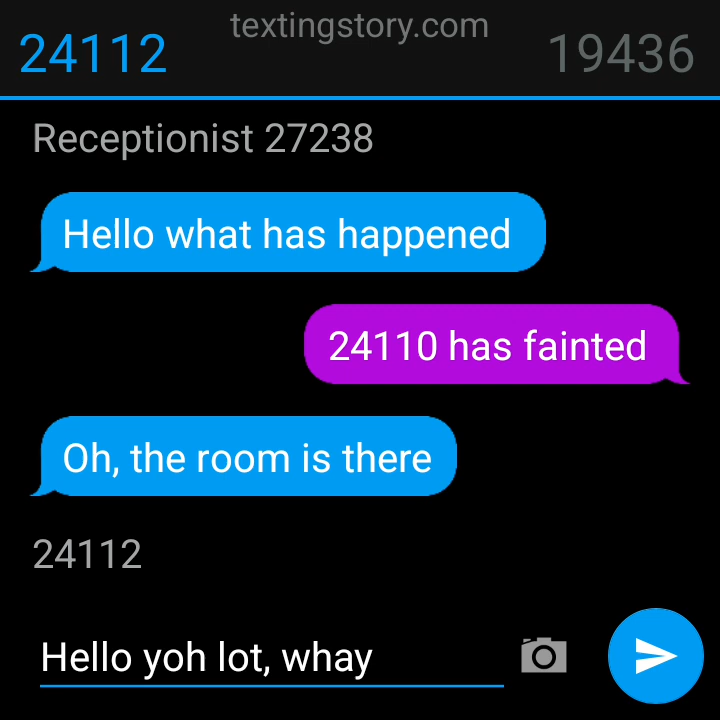 textingstory.com
24112
19436
Receptionist 27238
Hello what has happened
24110 has fainted
Oh, the room is there
24112
Hello yoh lot, whay